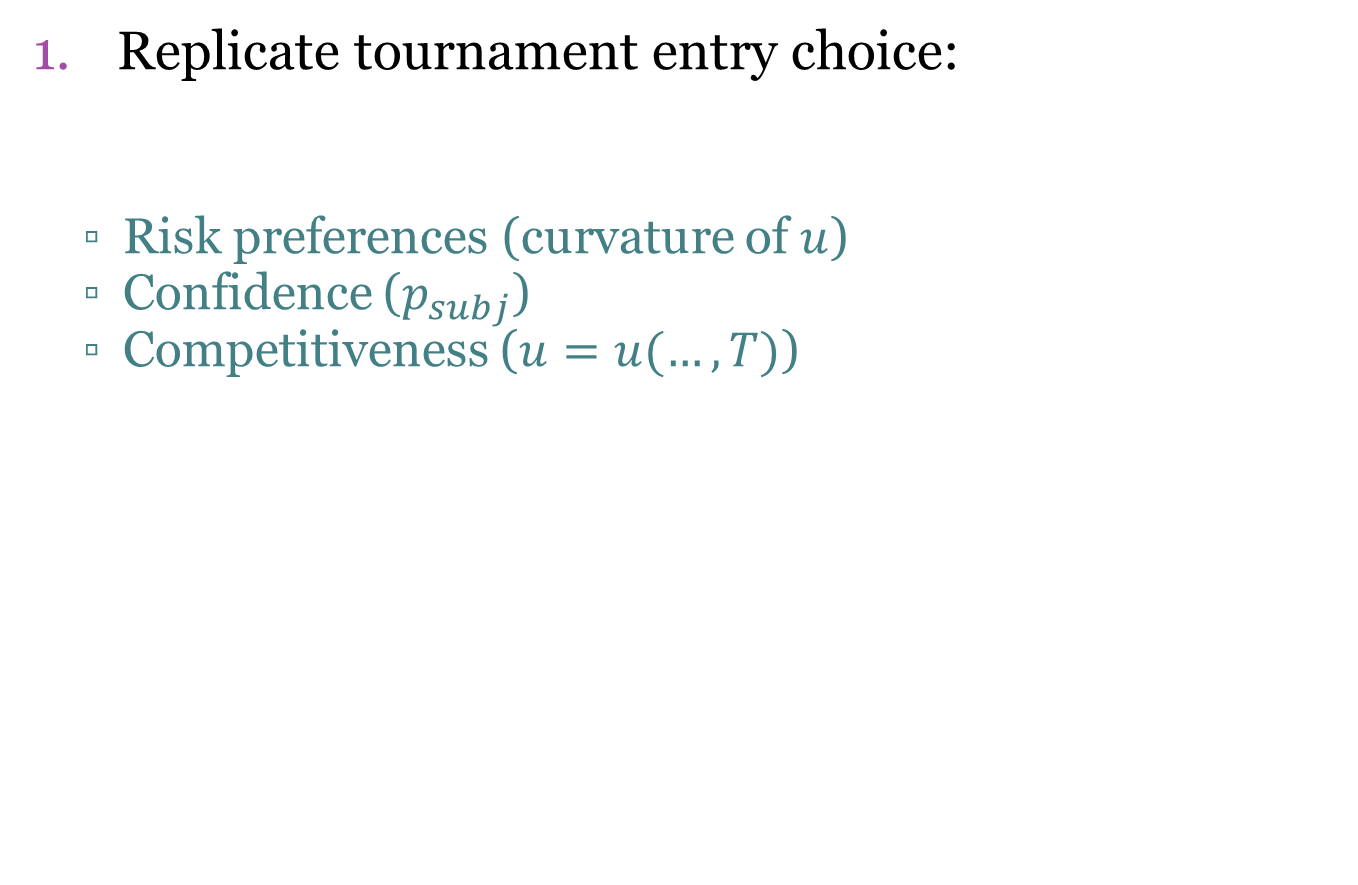 1. Replicate tournament entry choice:
▫ Risk preferences (curvature of u)
▫ Confidence (p_subj)
▫ Competitiveness (u = u(… , T))